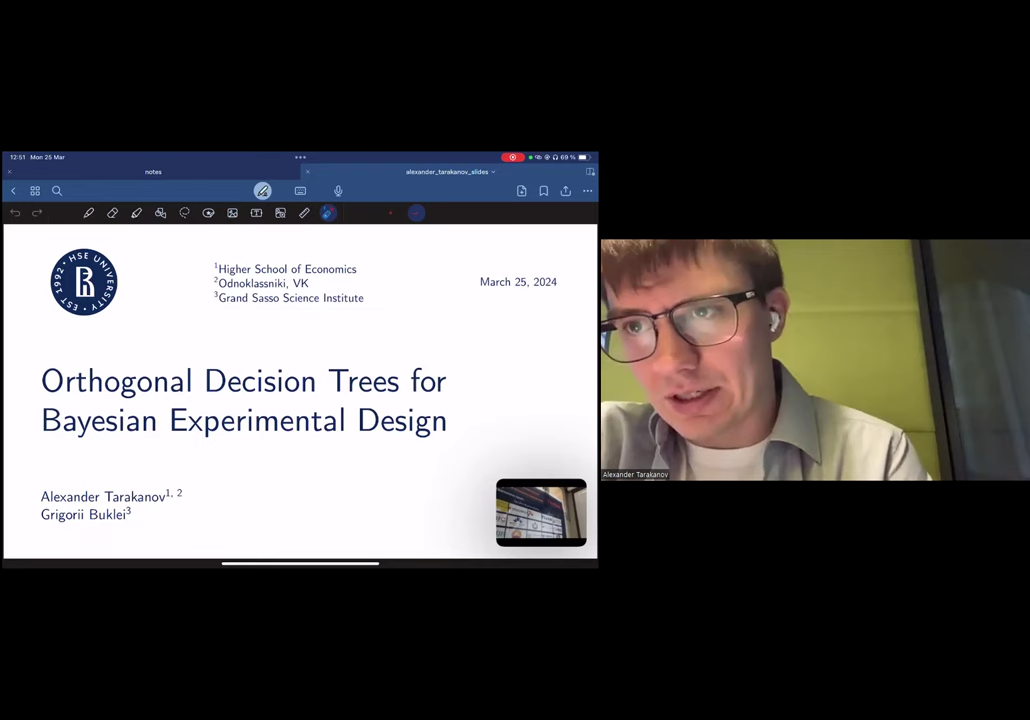 12:51 Mon 25 Mar
69 %
notes
alexander_tarakanov_slides
HSE UNIVERSITY
EST 1992
¹Higher School of Economics
²Odnoklassniki, VK
³Grand Sasso Science Institute
March 25, 2024
Orthogonal Decision Trees for
Bayesian Experimental Design
Alexander Tarakanov¹, ²
Grigorii Buklei³
Alexander Tarakanov